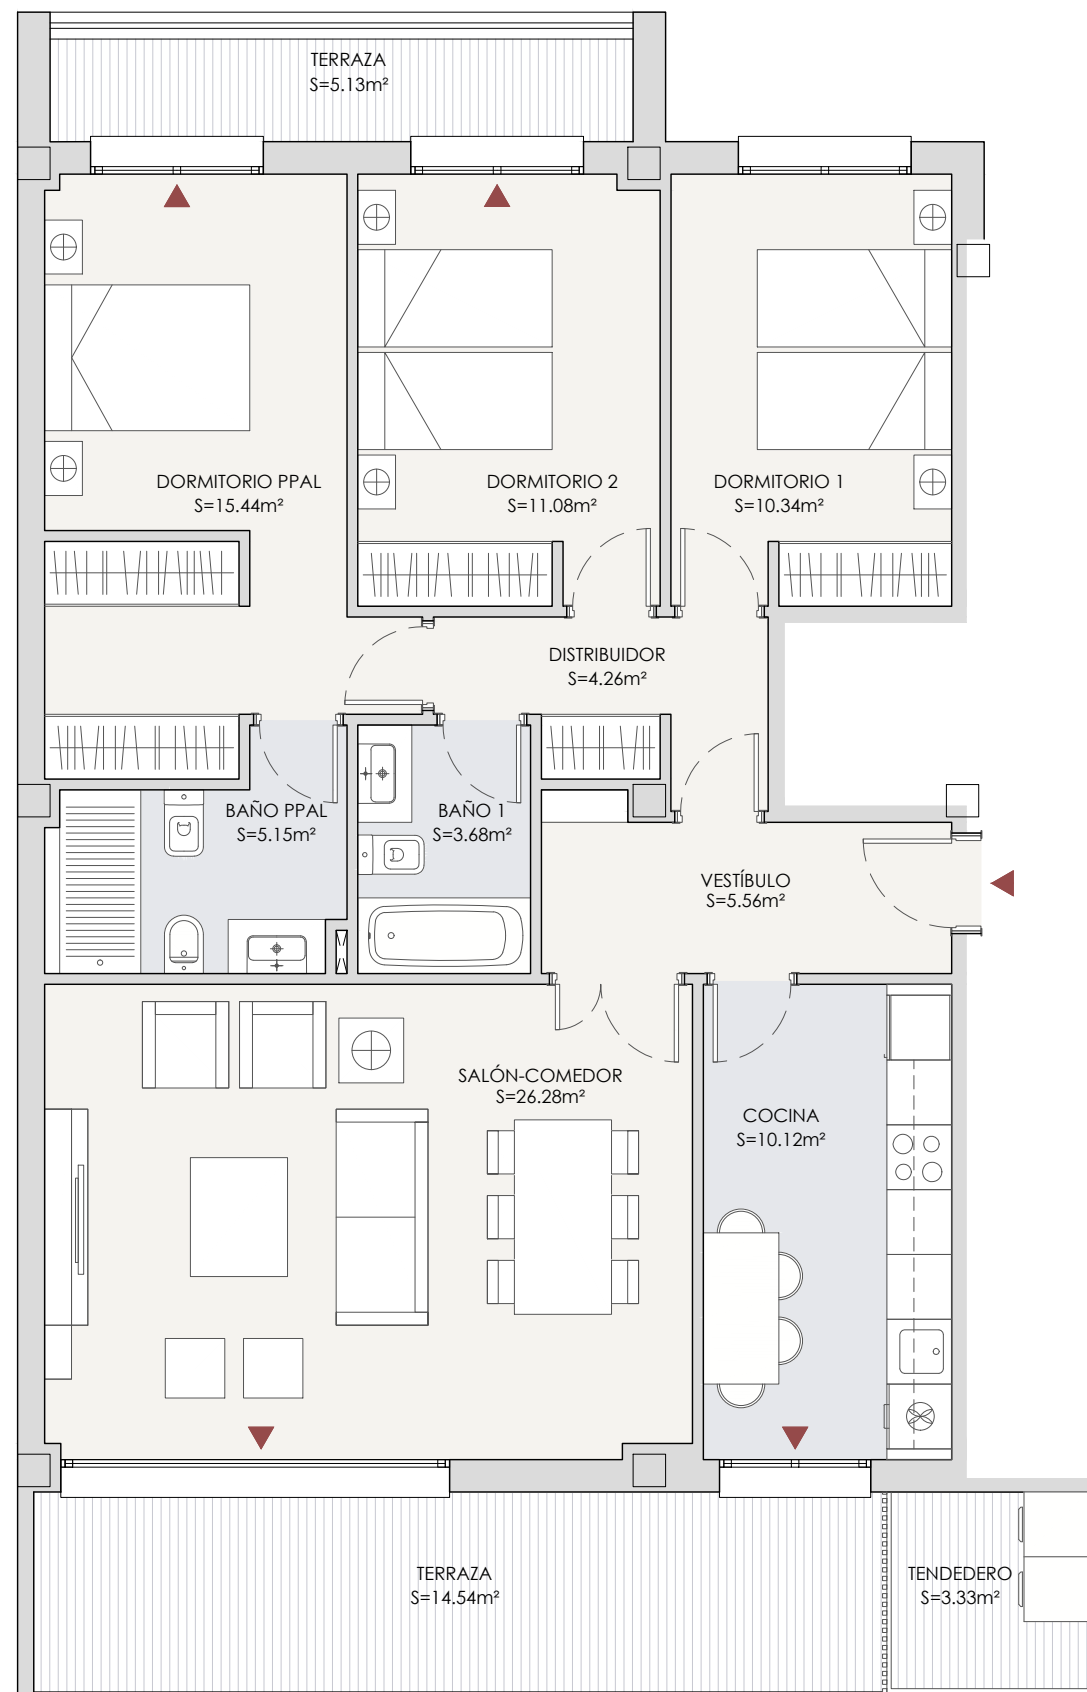 TERRAZA
S=5.13m²
DORMITORIO PPAL
S=15.44m²
DORMITORIO 2
S=11.08m²
DORMITORIO 1
S=10.34m²
DISTRIBUIDOR
S=4.26m²
BAÑO PPAL
S=5.15m²
BAÑO 1
S=3.68m²
VESTÍBULO
S=5.56m²
SALÓN-COMEDOR
S=26.28m²
COCINA
S=10.12m²
TERRAZA
S=14.54m²
TENDEDERO
S=3.33m²